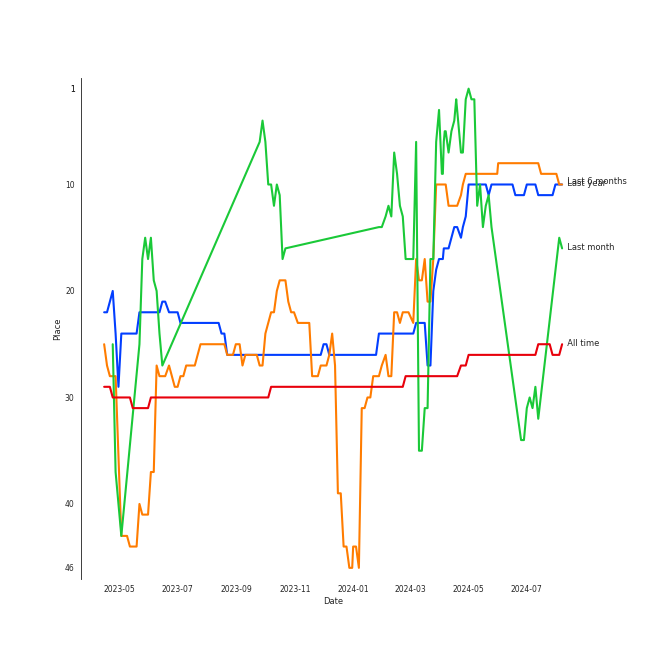 1
10
20
30
40
46
Place
2023-05
2023-07
2023-09
2023-11
2024-01
2024-03
2024-05
2024-07
Date
Last 6 months
Last year
Last month
All time